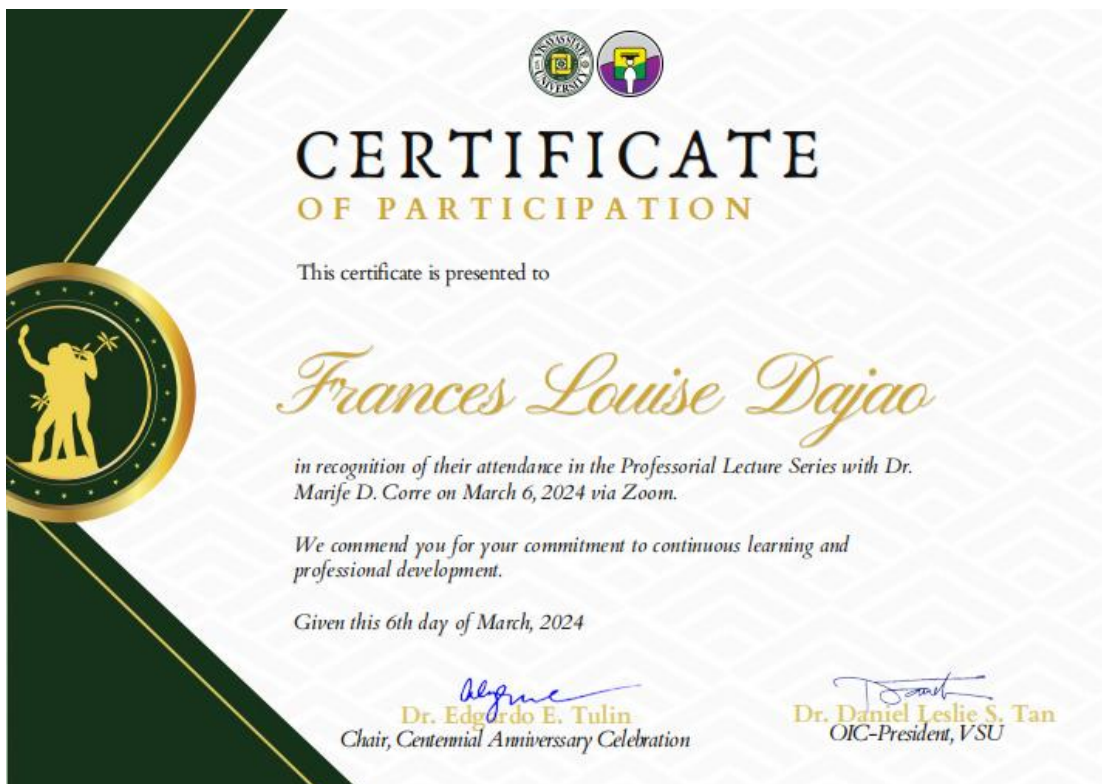 VISAYAS STATE
UNIVERSITY
CERTIFICATE
OF PARTICIPATION
This certificate is presented to
Frances Louise Dajao
in recognition of their attendance in the Professorial Lecture Series with Dr.
Marife D. Corre on March 6, 2024 via Zoom.
We commend you for your commitment to continuous learning and
professional development.
Given this 6th day of March, 2024
Dr. Edgardo E. Tulin
Chair, Centennial Anniverssary Celebration
Dr. Daniel Leslie S. Tan
OIC-President, VSU